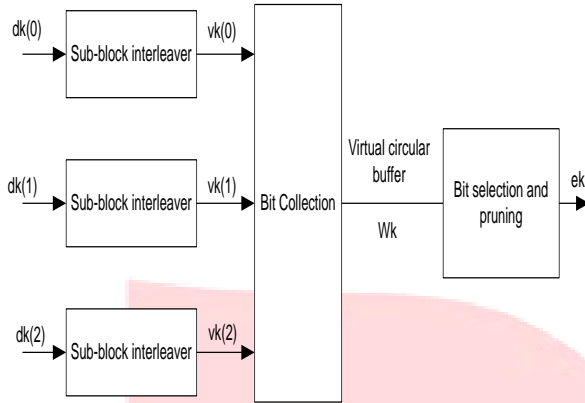 dk(0)
Sub-block interleaver
vk(0)
dk(1)
Sub-block interleaver
vk(1)
dk(2)
Sub-block interleaver
vk(2)
Bit Collection
Virtual circular
buffer
Wk
Bit selection and
pruning
ek